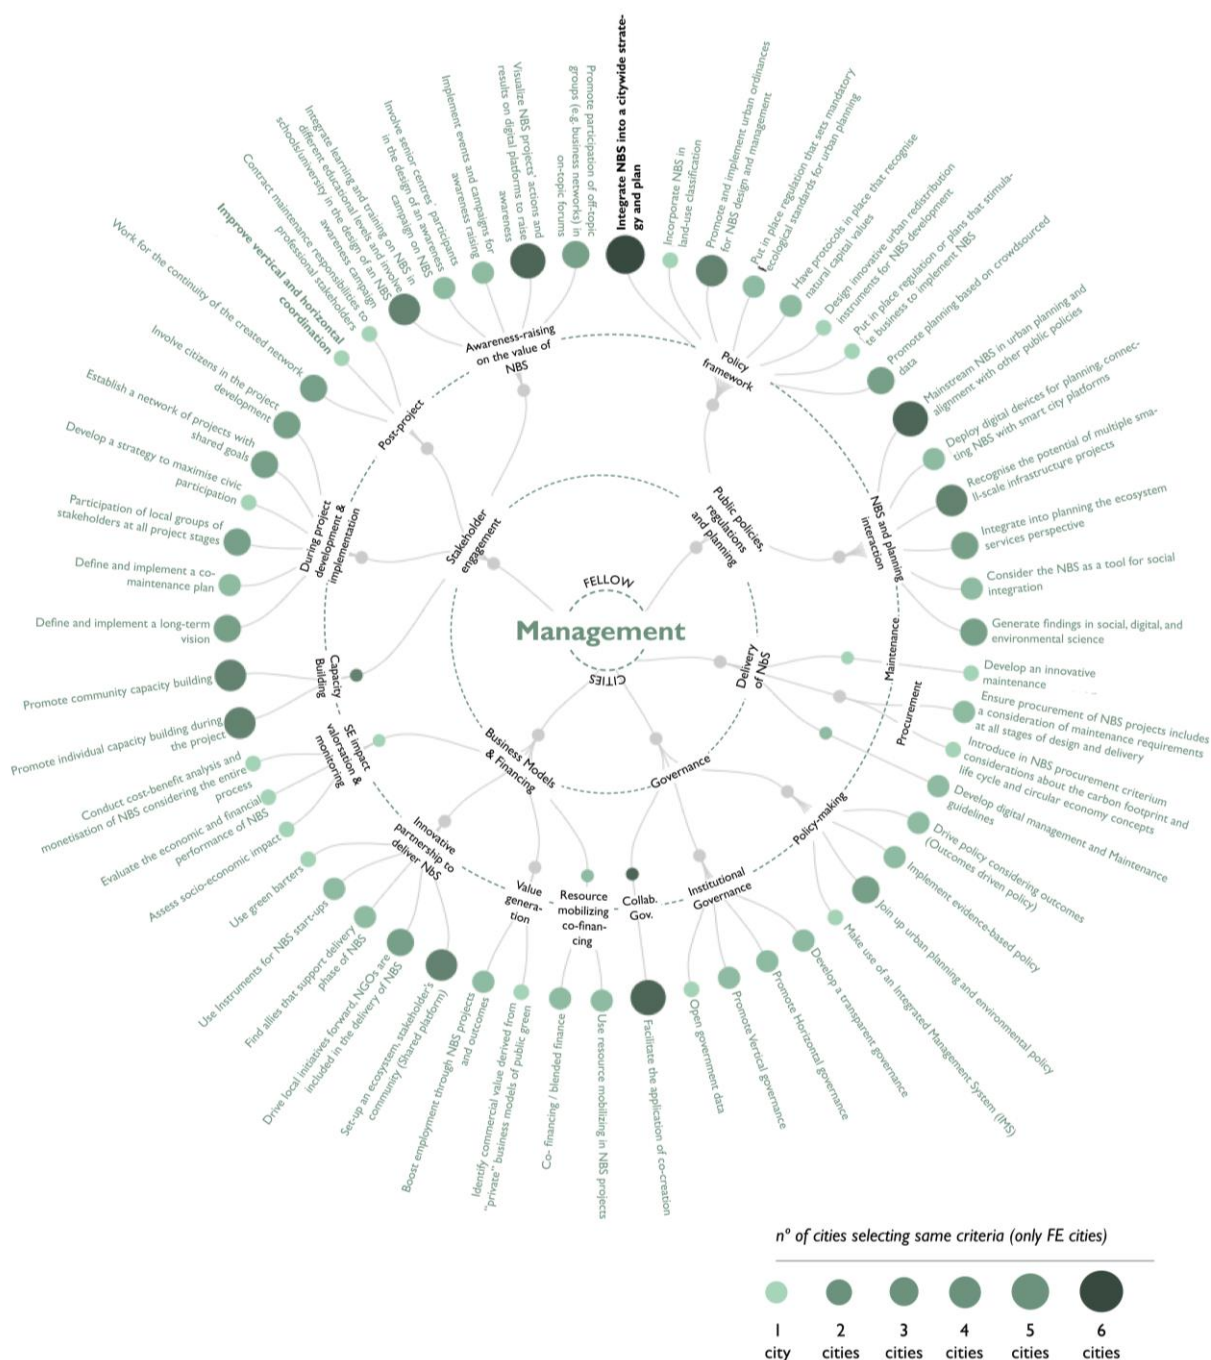 Integrate NBS into a citywide strate-
gy and plan
Incorporate NBS in
land-use classification
Promote and implement urban ordinances
for NBS design and management
Put in place regulation that sets mandatory
ecological standards for urban planning
Have protocols in place that recognise
natural capital values
Design innovative urban redistribution
instruments for NBS development
Put in place regulation or plans that stimula-
te business to implement NBS
Promote planning based on crowdsourced
data
Mainstream NBS in urban planning and
alignment with other public policies
Deploy digital devices for planning, connec-
ting NBS with smart city platforms
Recognise the potential of multiple sma-
ll-scale infrastructure projects
Integrate into planning the ecosystem
services perspective
Consider the NBS as a tool for social
integration
Generate findings in social, digital, and
environmental science
Develop an innovative
maintenance
Ensure procurement of NBS projects includes
a consideration of maintenance requirements
at all stages of design and delivery
Introduce in NBS procurement criterium
considerations about the carbon footprint and
life cycle and circular economy concepts
Develop digital management and Maintenance
guidelines
Drive policy considering outcomes
(Outcomes driven policy)
Implement evidence-based policy
Join up urban planning and environmental policy
Make use of an Integrated Management System (IMS)
Develop a transparent governance
Promote Horizontal governance
Promote Vertical governance
Open government data
Facilitate the application of co-creation
Use resource mobilizing in NBS projects
Co- financing / blended finance
Identify commercial value derived from
"private" business models of public green
Boost employment through NBS projects
and outcomes
Set-up an ecosystem, stakeholder's
community (Shared platform)
Drive local initiatives forward, NGOs are
included in the delivery of NBS
Find allies that support delivery
phase of NBS
Use Instruments for NBS start-ups
Use green barters
Assess socio-economic impact
Evaluate the economic and financial
performance of NBS
Conduct cost-benefit analysis and
monetisation of NBS considering the entire
process
Promote individual capacity building during
the project
Promote community capacity building
Define and implement a long-term
vision
Define and implement a co-
maintenance plan
Participation of local groups of
stakeholders at all project stages
Develop a strategy to maximise civic
participation
Establish a network of projects with
shared goals
Involve citizens in the project
development
Work for the continuity of the created network
Improve vertical and horizontal
coordination
Contract maintenance responsibilities to
professional stakeholders
Integrate learning and training on NBS in
different educational levels and involve
schools/university in the design of an NBS
awareness campaign
Involve senior centres' participants
in the design of an awareness
campaign on NBS
Implement events and campaigns for
awareness raising
Visualize NBS projects' actions and
results on digital platforms to raise
awareness
Promote participation of off-topic
groups (e.g. business networks) in
on-topic forums
Awareness-raising
on the value of
NBS
Policy
framework
Post-project
During project
development &
implementation
Stakeholder
engagement
Public policies,
regulations
and planning
NBS and planning
interaction
FELLOW
Management
CITIES
Maintenance
Delivery
of NbS
Procurement
Capacity
Building
SE impact
valorsation &
monitoring
Business Models
& Financing
Governance
Policy-making
Innovative
partnership to
deliver NbS
Value
genera-
tion
Resource
mobilizing
co-finan-
cing
Collab.
Gov.
Institutional
Governance
n° of cities selecting same criteria (only FE cities)
1
city
2
cities
3
cities
4
cities
5
cities
6
cities